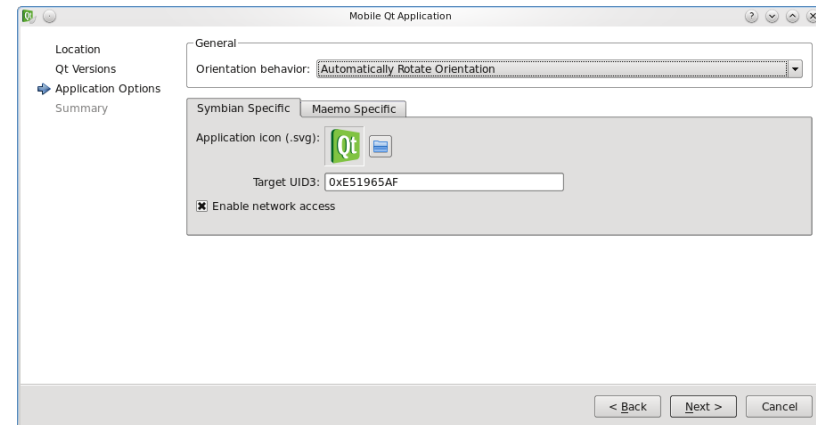 Mobile Qt Application
Location
Qt Versions
Application Options
Summary
General
Orientation behavior: Automatically Rotate Orientation
Symbian Specific Maemo Specific
Application icon (.svg): Qt
Target UID3: 0xE51965AF
Enable network access
< Back Next > Cancel